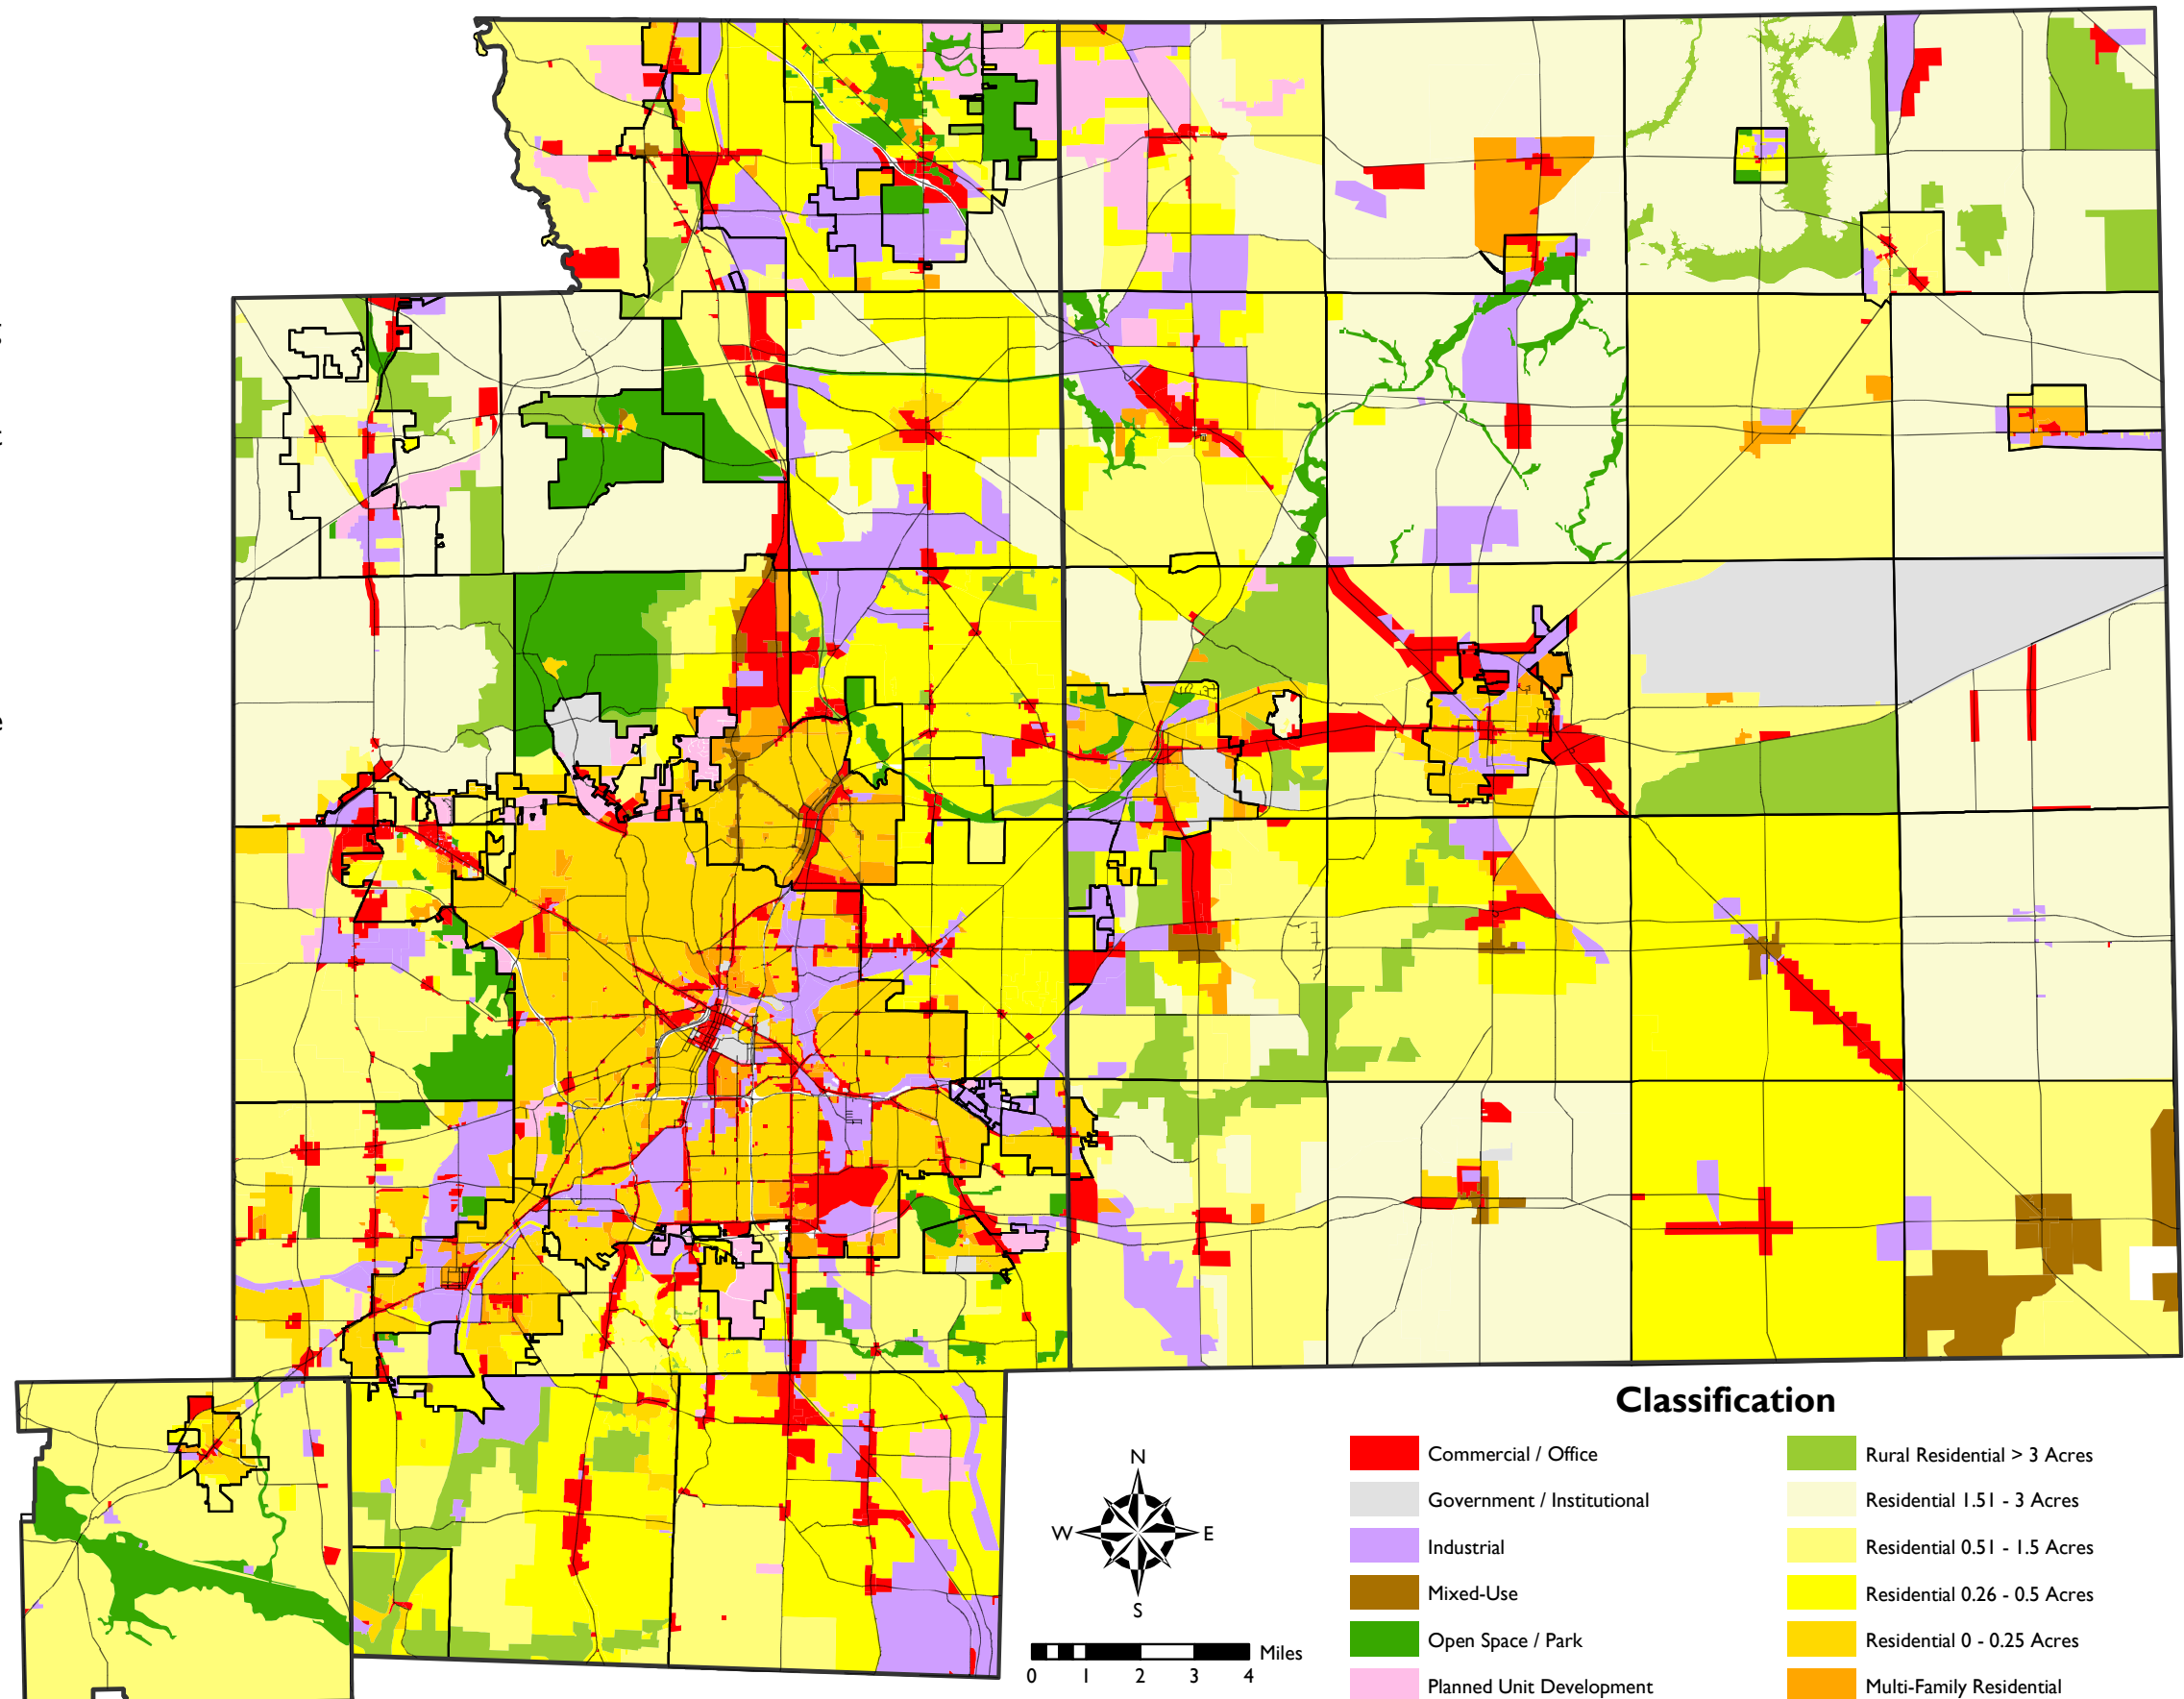 Classification
Commercial / Office
Government / Institutional
Industrial
Mixed-Use
Open Space / Park
Planned Unit Development
Rural Residential > 3 Acres
Residential 1.51 - 3 Acres
Residential 0.51 - 1.5 Acres
Residential 0.26 - 0.5 Acres
Residential 0 - 0.25 Acres
Multi-Family Residential
N
W E
S
Miles
0 1 2 3 4